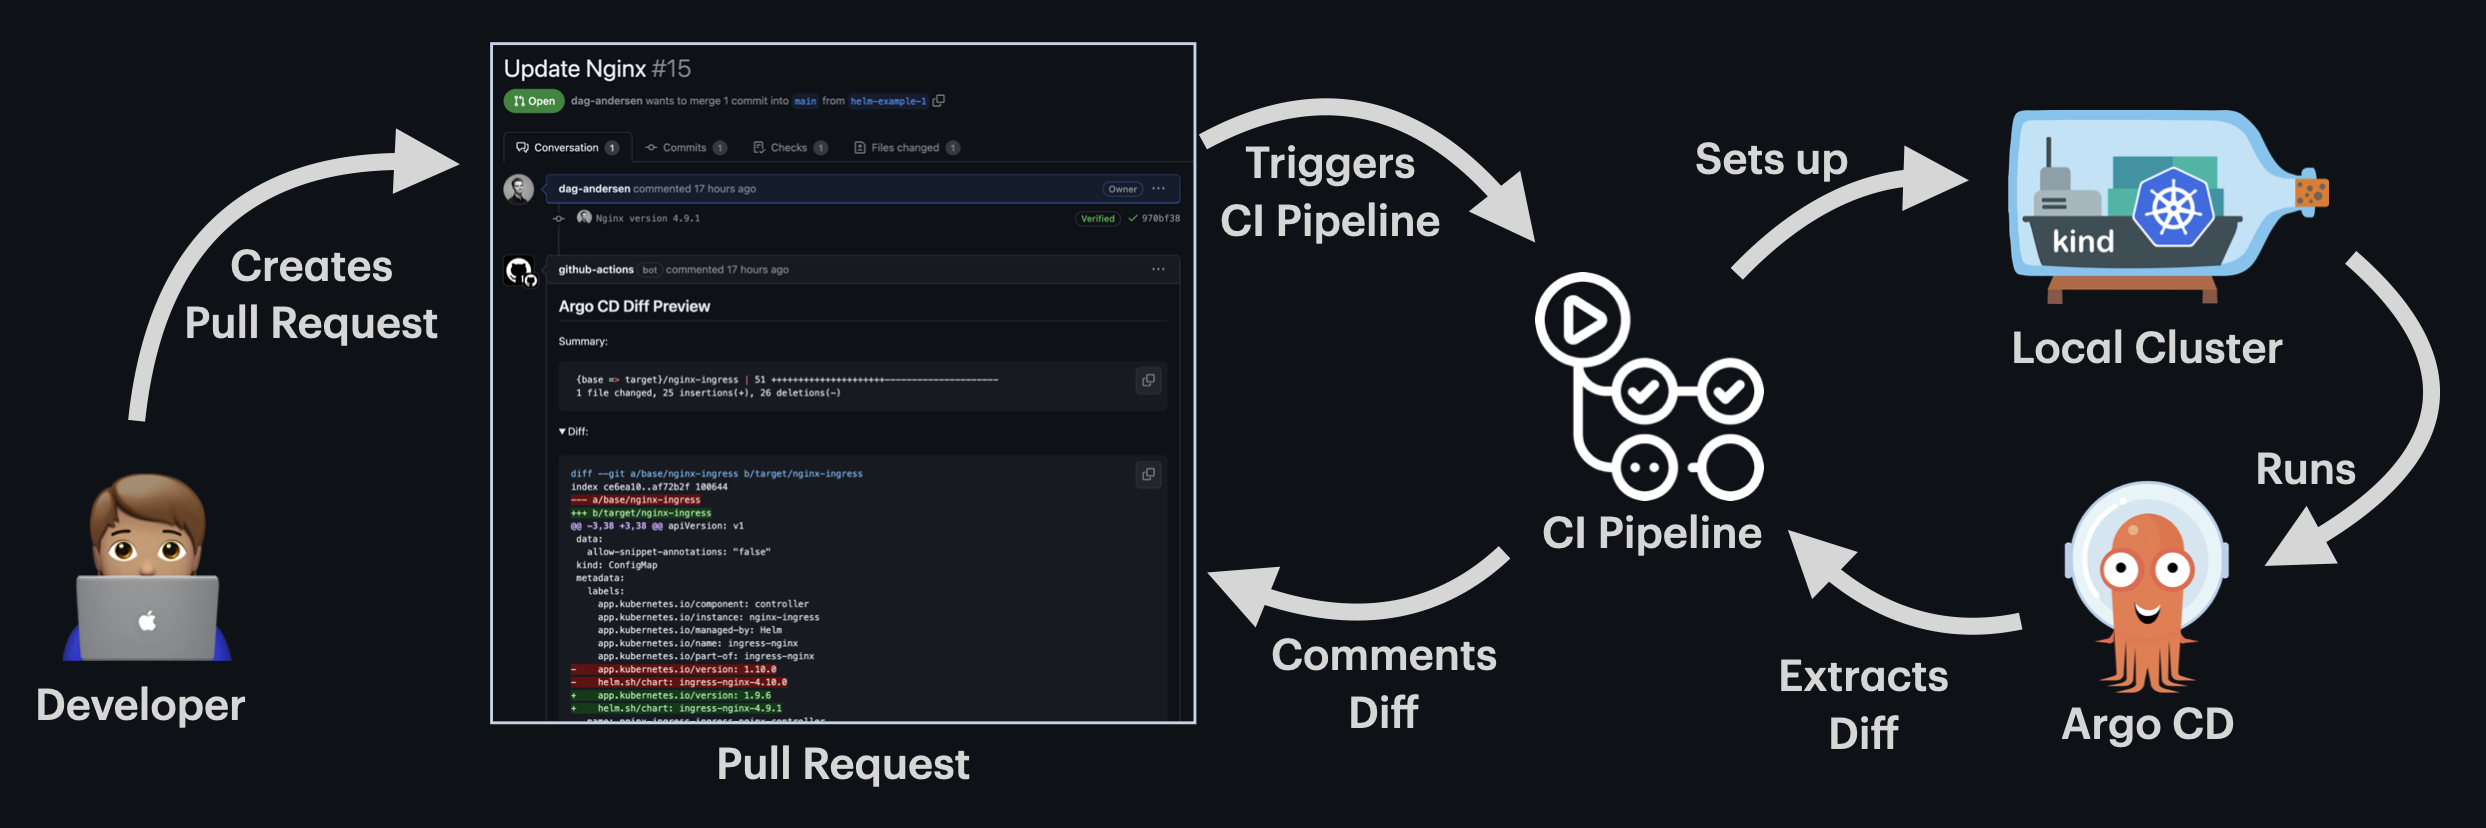 Creates
Pull Request
Developer
Update Nginx #15
Open dag-andersen wants to merge 1 commit into main from helm-example-1
Conversation 1 Commits 1 Checks 1 Files changed 1
dag-andersen commented 17 hours ago Owner ...
Nginx version 4.9.1 Verified 970bf38
github-actions bot commented 17 hours ago ...
Argo CD Diff Preview
Summary:
{base => target}/nginx-ingress | 51 +++++++++++++++++++++-------------------
1 file changed, 25 insertions(+), 26 deletions(-)
▼ Diff:
diff --git a/base/nginx-ingress b/target/nginx-ingress
index ce6ea10..af72b2f 100644
--- a/base/nginx-ingress
+++ b/target/nginx-ingress
@@ -3,38 +3,38 @@ apiVersion: v1
data:
allow-snippet-annotations: "false"
kind: ConfigMap
metadata:
labels:
app.kubernetes.io/component: controller
app.kubernetes.io/instance: nginx-ingress
app.kubernetes.io/managed-by: Helm
app.kubernetes.io/name: ingress-nginx
app.kubernetes.io/part-of: ingress-nginx
- app.kubernetes.io/version: 1.10.0
- helm.sh/chart: ingress-nginx-4.10.0
+ app.kubernetes.io/version: 1.9.6
+ helm.sh/chart: ingress-nginx-4.9.1
name: nginx-ingress-ingress-nginx-controller
Pull Request
Triggers
CI Pipeline
CI Pipeline
Sets up
kind
Local Cluster
Runs
Argo CD
Extracts
Diff
Comments
Diff